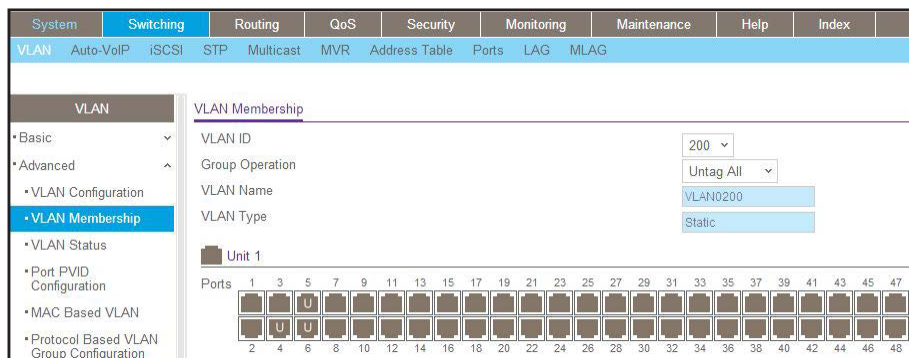 System Switching Routing QoS Security Monitoring Maintenance Help Index
VLAN Auto-VoIP iSCSI STP Multicast MVR Address Table Ports LAG MLAG
VLAN
Basic
Advanced
VLAN Configuration
VLAN Membership
VLAN Status
Port PVID
Configuration
MAC Based VLAN
Protocol Based VLAN
Group Configuration
VLAN Membership
VLAN ID 200
Group Operation Untag All
VLAN Name VLAN0200
VLAN Type Static
Unit 1
Ports 1 3 5 7 9 11 13 15 17 19 21 23 25 27 29 31 33 35 37 39 41 43 45 47
U
U U
2 4 6 8 10 12 14 16 18 20 22 24 26 28 30 32 34 36 38 40 42 44 46 48